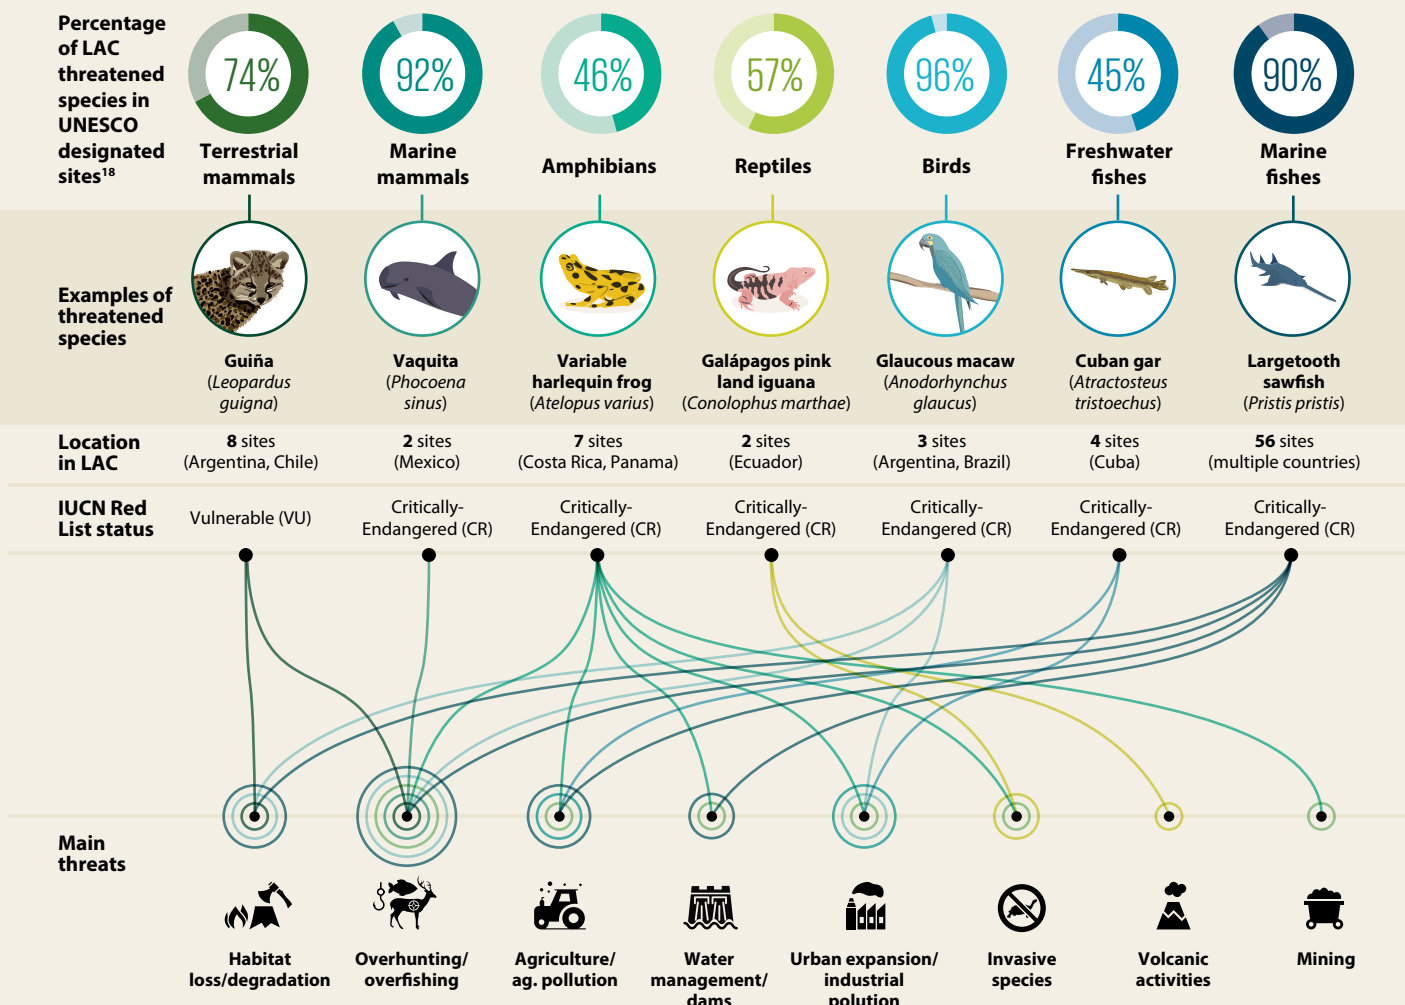 Percentage
of LAC
threatened
species in
UNESCO
designated
sites18
74%
92%
46%
57%
96%
45%
90%
Terrestrial
mammals
Marine
mammals
Amphibians
Reptiles
Birds
Freshwater
fishes
Marine
fishes
Examples of
threatened
species
Guiña
(Leopardus
guigna)
Vaquita
(Phocoena
sinus)
Variable
harlequin frog
(Atelopus varius)
Galápagos pink
land iguana
(Conolophus marthae)
Glaucous macaw
(Anodorhynchus
glaucus)
Cuban gar
(Atractosteus
tristoechus)
Largetooth
sawfish
(Pristis pristis)
Location
in LAC
8 sites
(Argentina, Chile)
2 sites
(Mexico)
7 sites
(Costa Rica, Panama)
2 sites
(Ecuador)
3 sites
(Argentina, Brazil)
4 sites
(Cuba)
56 sites
(multiple countries)
IUCN Red
List status
Vulnerable (VU)
Critically-
Endangered (CR)
Critically-
Endangered (CR)
Critically-
Endangered (CR)
Critically-
Endangered (CR)
Critically-
Endangered (CR)
Critically-
Endangered (CR)
Main
threats
Habitat
loss/degradation
Overhunting/
overfishing
Agriculture/
ag. pollution
Water
management/
dams
Urban expansion/
industrial
polution
Invasive
species
Volcanic
activities
Mining